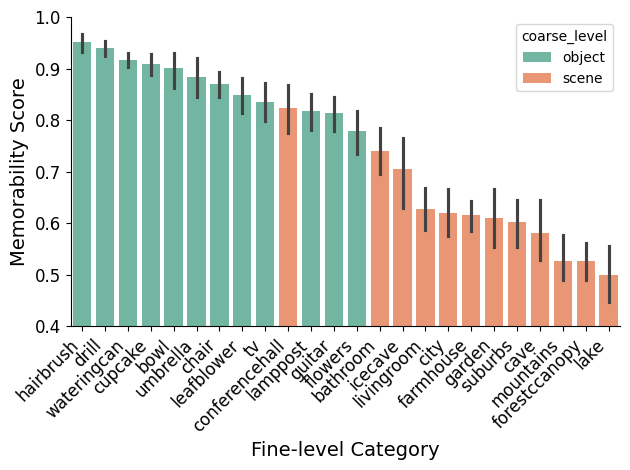 1.0
0.9
0.8
0.7
0.6
0.5
0.4
Memorability Score
coarse_level
object
scene
hairbrush
drill
wateringcan
cupcake
bowl
umbrella
chair
leafblower
tv
conferencehall
lamppost
guitar
flowers
bathroom
icecave
livingroom
city
farmhouse
garden
suburbs
cave
mountains
forestccanopy
lake
Fine-level Category